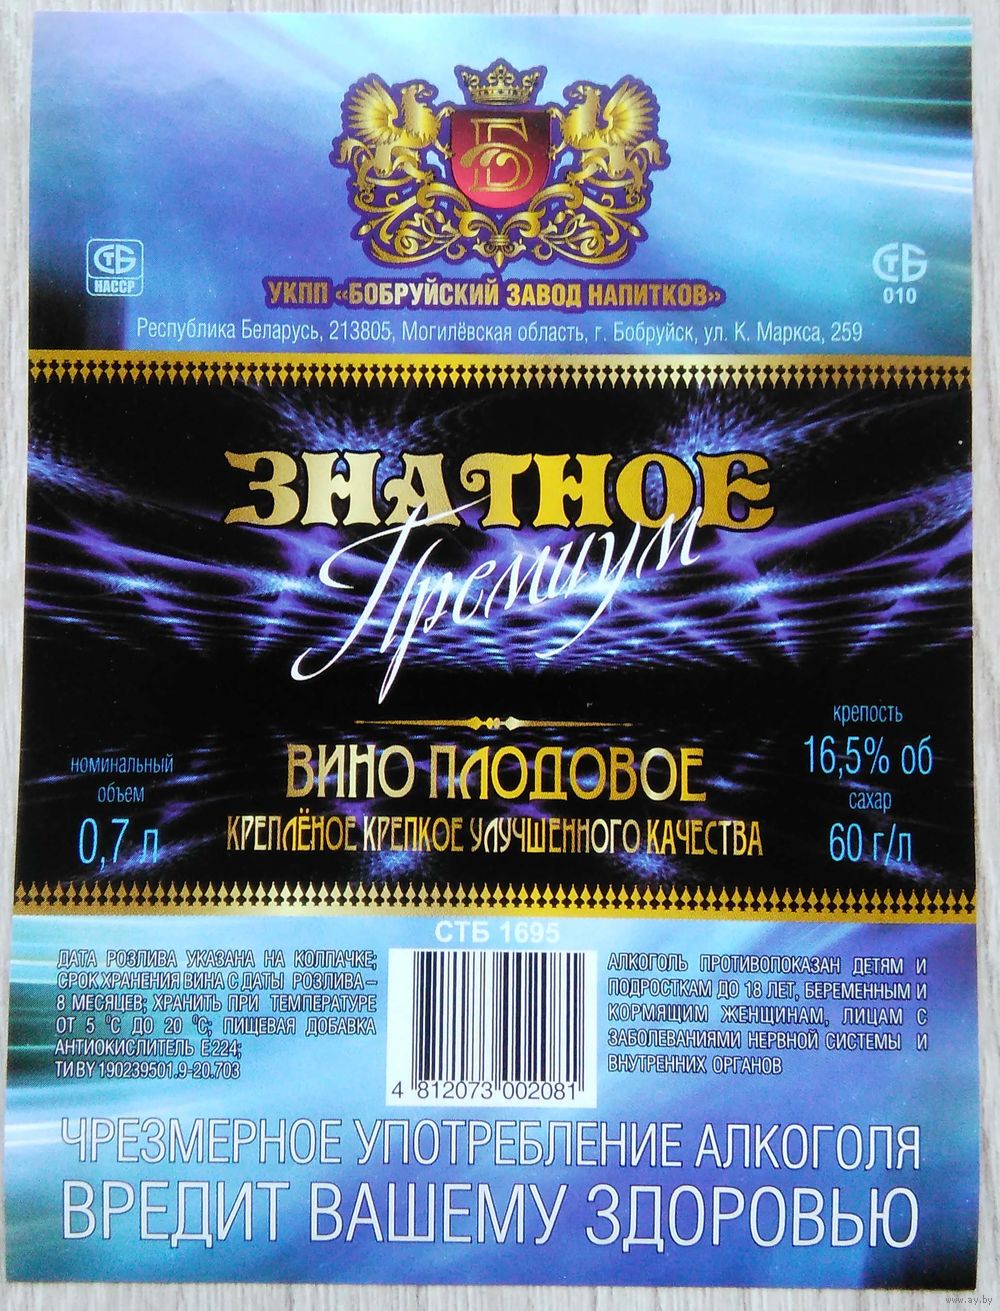 Б
СТБ
НАССР
СТБ
010
УКПП «БОБРУЙСКИЙ ЗАВОД НАПИТКОВ»
Республика Беларусь, 213805, Могилёвская область, г. Бобруйск, ул. К. Маркса, 259
ЗНАТНОЕ
Премиум
ВИНО ПЛОДОВОЕ
КРЕПЛЁНОЕ КРЕПКОЕ УЛУЧШЕННОГО КАЧЕСТВА
номинальный
объем
0,7 л
крепость
16,5% об
сахар
60 г/л
СТБ 1695
ДАТА РОЗЛИВА УКАЗАНА НА КОЛПАЧКЕ;
СРОК ХРАНЕНИЯ ВИНА С ДАТЫ РОЗЛИВА –
8 МЕСЯЦЕВ; ХРАНИТЬ ПРИ ТЕМПЕРАТУРЕ
ОТ 5 °С ДО 20 °С; ПИЩЕВАЯ ДОБАВКА
АНТИОКИСЛИТЕЛЬ Е224;
ТИ BY 190239501.9-20.703
4 812073 002081
АЛКОГОЛЬ ПРОТИВОПОКАЗАН ДЕТЯМ И
ПОДРОСТКАМ ДО 18 ЛЕТ, БЕРЕМЕННЫМ И
КОРМЯЩИМ ЖЕНЩИНАМ, ЛИЦАМ С
ЗАБОЛЕВАНИЯМИ НЕРВНОЙ СИСТЕМЫ И
ВНУТРЕННИХ ОРГАНОВ
ЧРЕЗМЕРНОЕ УПОТРЕБЛЕНИЕ АЛКОГОЛЯ
ВРЕДИТ ВАШЕМУ ЗДОРОВЬЮ
www.ay.by